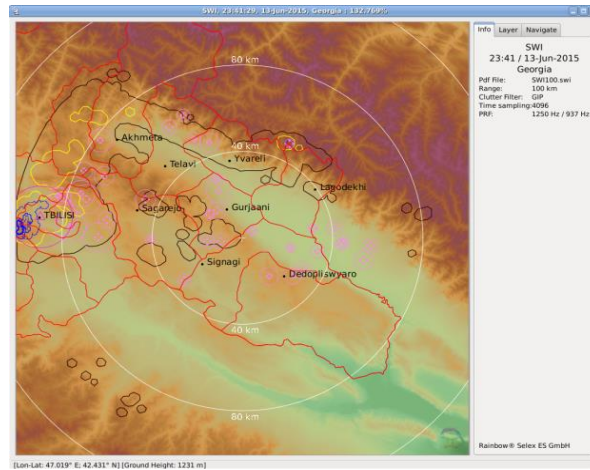 SWI, 23:41:29, 13-Jun-2015, Georgia : 132.769%
Info Layer Navigate
SWI
23:41 / 13-Jun-2015
Georgia
Pdf File: SWI100.swi
Range: 100 km
Clutter Filter: GIP
Time sampling:4096
PRF: 1250 Hz / 937 Hz
80 km
Akhmeta
40 km
Telavi
Yvareli
Lagodekhi
TBILISI
Sagarejo
Gurjaani
Signagi
Dedoplis wyaro
40 km
80 km
Rainbow® Selex ES GmbH
[Lon-Lat: 47.019° E; 42.431° N] [Ground Height: 1231 m]